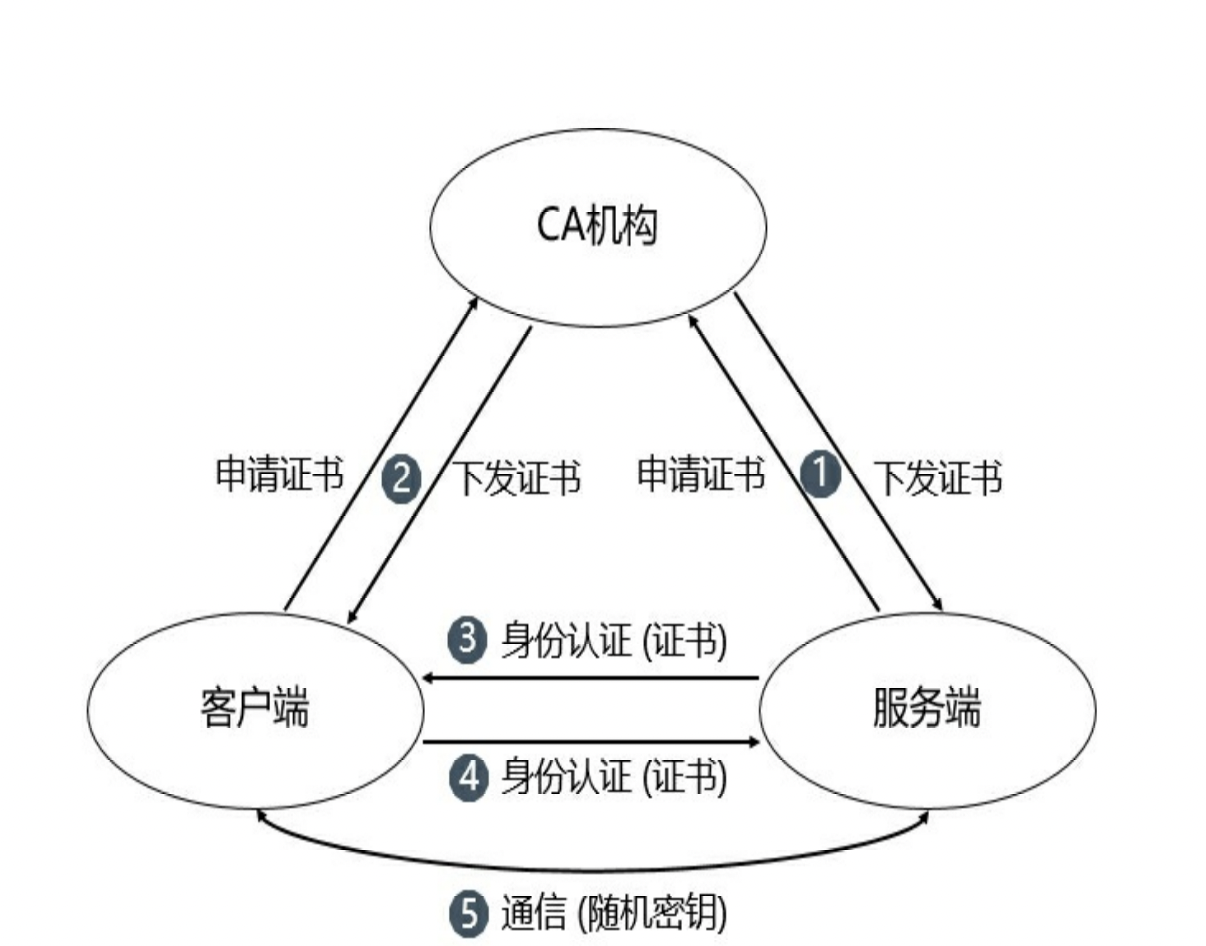 CA机构
申请证书
2
下发证书
申请证书
1
下发证书
3 身份认证 (证书)
客户端
服务端
4 身份认证 (证书)
5 通信 (随机密钥)